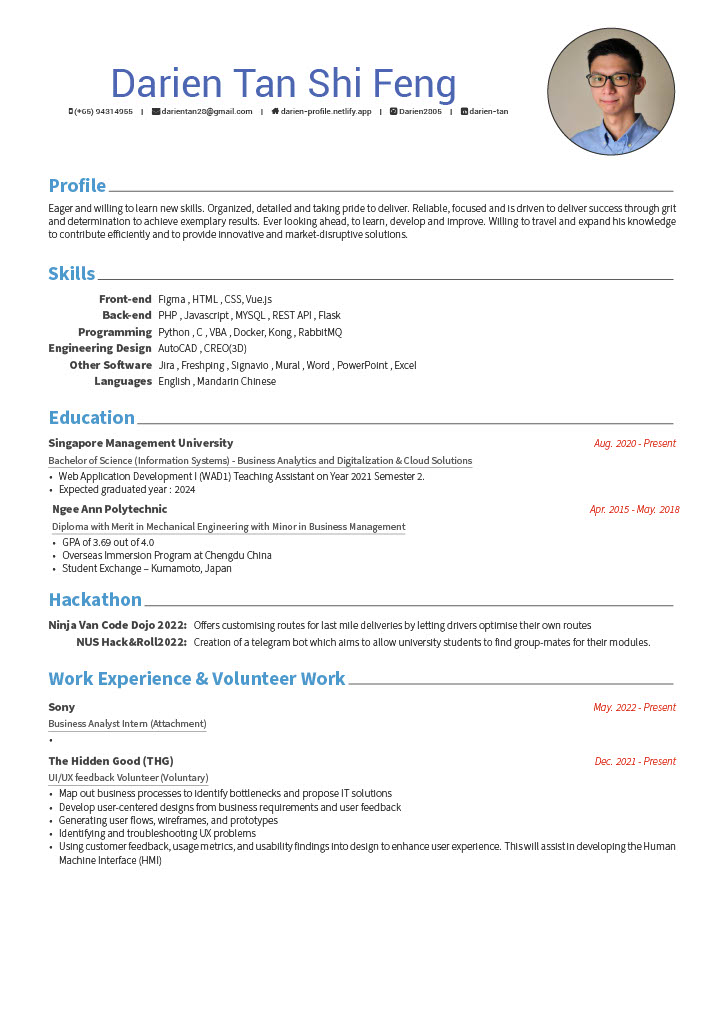 Darien Tan Shi Feng
(+65) 94314955 | darientan28@gmail.com | darien-profile.netlify.app | Darien2805 | darien-tan
Profile
Eager and willing to learn new skills. Organized, detailed and taking pride to deliver. Reliable, focused and is driven to deliver success through grit
and determination to achieve exemplary results. Ever looking ahead, to learn, develop and improve. Willing to travel and expand his knowledge
to contribute efficiently and to provide innovative and market-disruptive solutions.
Skills
Front-end Figma , HTML , CSS, Vue.js
Back-end PHP , Javascript , MYSQL , REST API , Flask
Programming Python , C , VBA , Docker, Kong , RabbitMQ
Engineering Design AutoCAD , CREO(3D)
Other Software Jira , Freshping , Signavio , Mural , Word , PowerPoint , Excel
Languages English , Mandarin Chinese
Education
Singapore Management University Aug. 2020 - Present
Bachelor of Science (Information Systems) - Business Analytics and Digitalization & Cloud Solutions
• Web Application Development I (WAD1) Teaching Assistant on Year 2021 Semester 2.
• Expected graduated year : 2024
Ngee Ann Polytechnic Apr. 2015 - May. 2018
Diploma with Merit in Mechanical Engineering with Minor in Business Management
• GPA of 3.69 out of 4.0
• Overseas Immersion Program at Chengdu China
• Student Exchange – Kumamoto, Japan
Hackathon
Ninja Van Code Dojo 2022: Offers customising routes for last mile deliveries by letting drivers optimise their own routes
NUS Hack&Roll2022: Creation of a telegram bot which aims to allow university students to find group-mates for their modules.
Work Experience & Volunteer Work
Sony May. 2022 - Present
Business Analyst Intern (Attachment)
•
The Hidden Good (THG) Dec. 2021 - Present
UI/UX feedback Volunteer (Voluntary)
• Map out business processes to identify bottlenecks and propose IT solutions
• Develop user-centered designs from business requirements and user feedback
• Generating user flows, wireframes, and prototypes
• Identifying and troubleshooting UX problems
• Using customer feedback, usage metrics, and usability findings into design to enhance user experience. This will assist in developing the Human
Machine Interface (HMI)